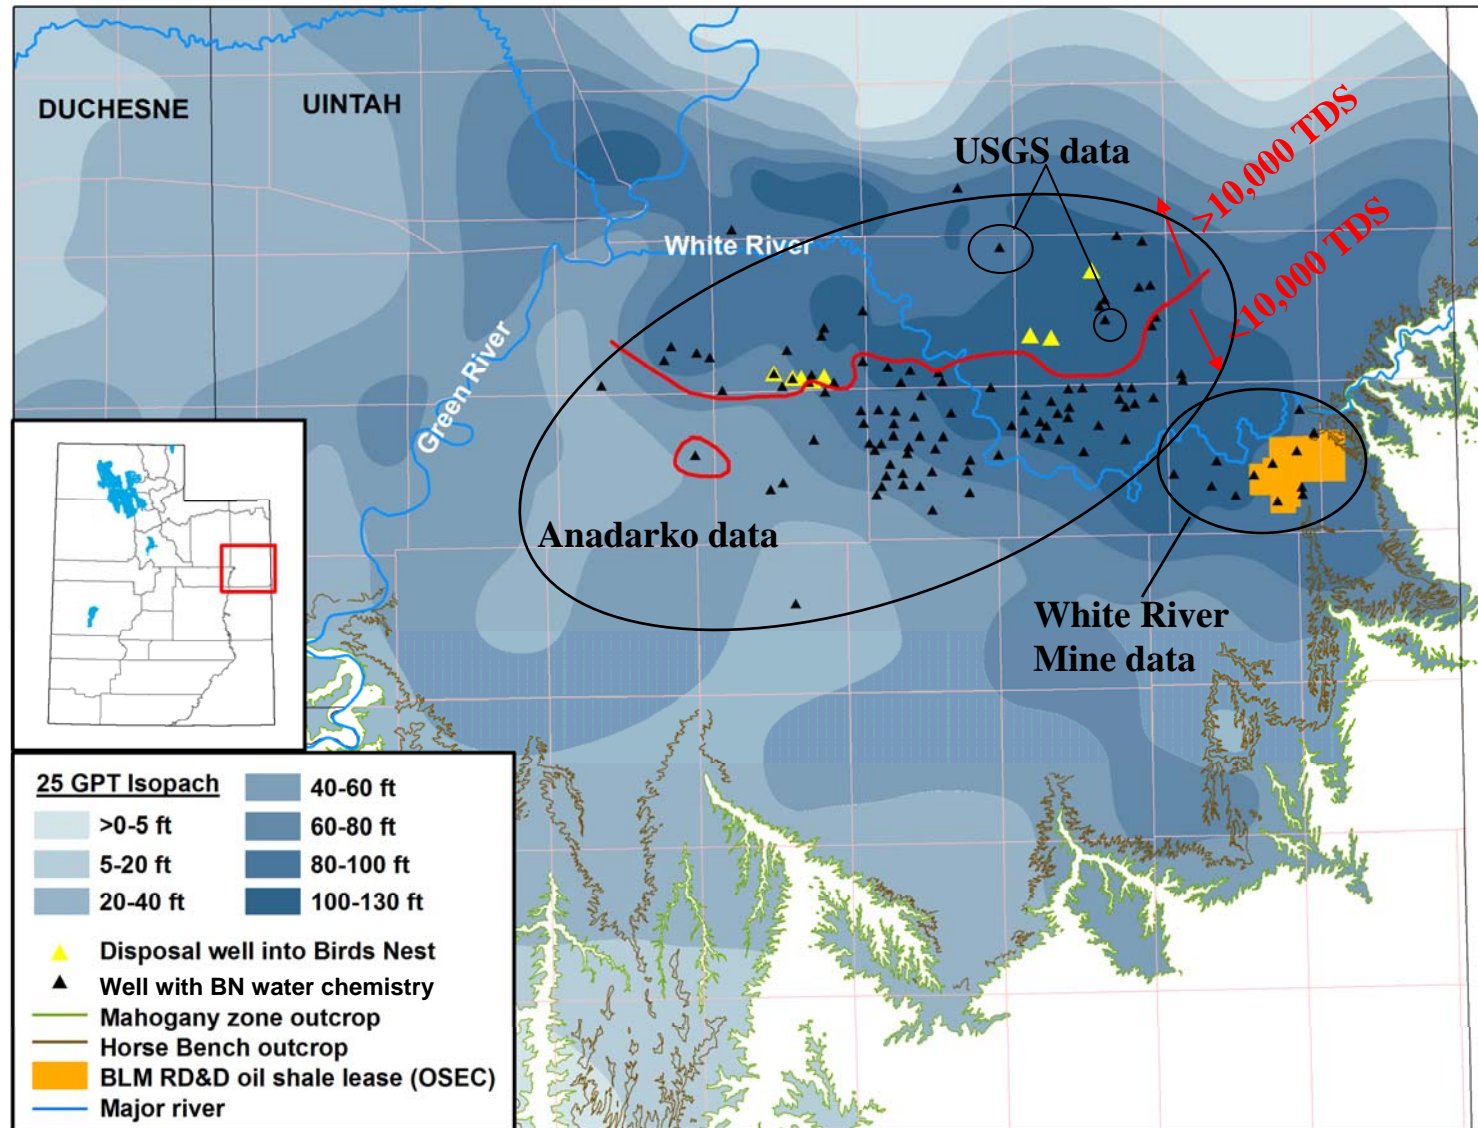 DUCHESNE
UINTAH
USGS data
>10,000 TDS
<10,000 TDS
White River
Green River
Anadarko data
White River
Mine data
25 GPT Isopach
>0-5 ft
5-20 ft
20-40 ft
40-60 ft
60-80 ft
80-100 ft
100-130 ft
Disposal well into Birds Nest
Well with BN water chemistry
Mahogany zone outcrop
Horse Bench outcrop
BLM RD&D oil shale lease (OSEC)
Major river